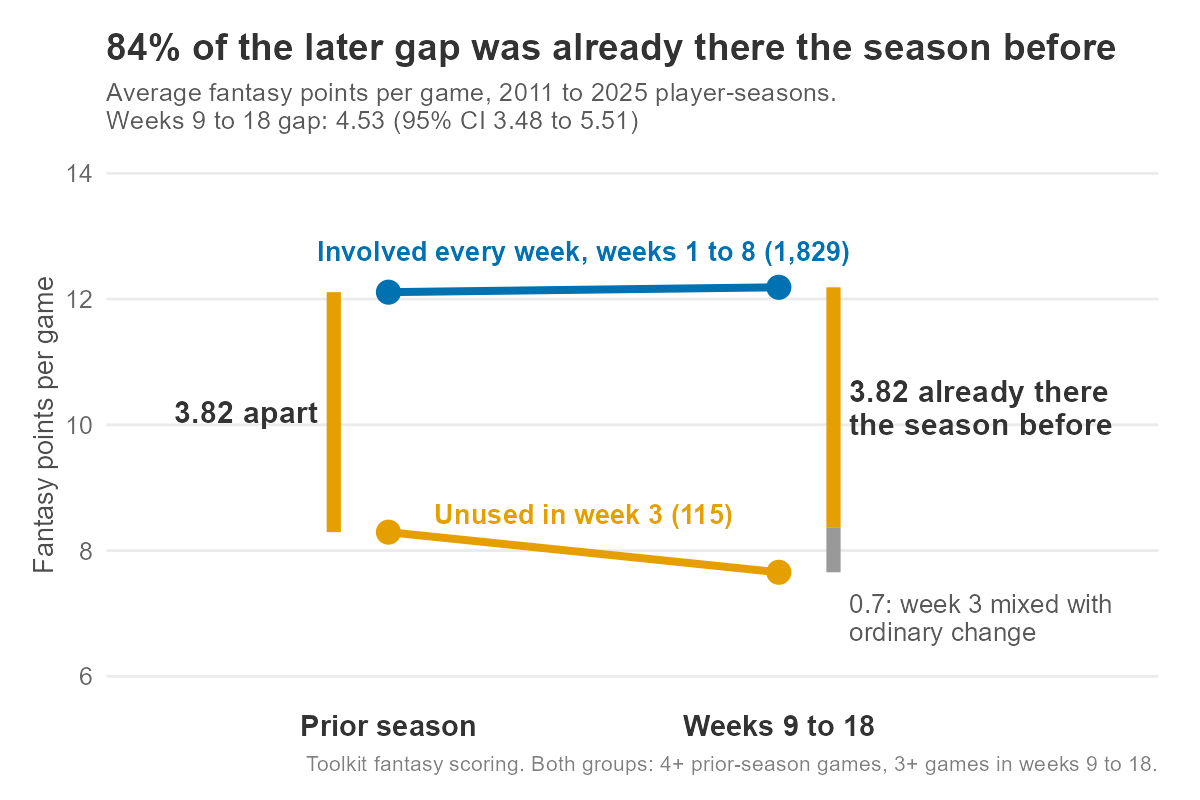 84% of the later gap was already there the season before
Average fantasy points per game, 2011 to 2025 player-seasons.
Weeks 9 to 18 gap: 4.53 (95% CI 3.48 to 5.51)
Fantasy points per game
14
12
10
8
6
Involved every week, weeks 1 to 8 (1,829)
3.82 apart
3.82 already there
the season before
Unused in week 3 (115)
0.7: week 3 mixed with
ordinary change
Prior season
Weeks 9 to 18
Toolkit fantasy scoring. Both groups: 4+ prior-season games, 3+ games in weeks 9 to 18.